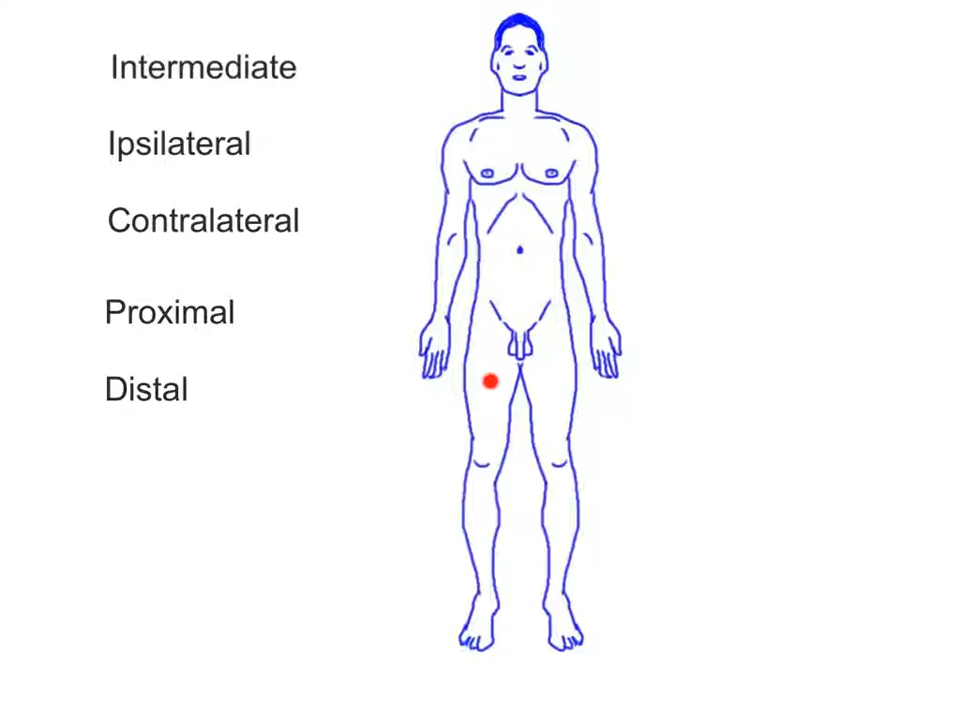 Intermediate
Ipsilateral
Contralateral
Proximal
Distal